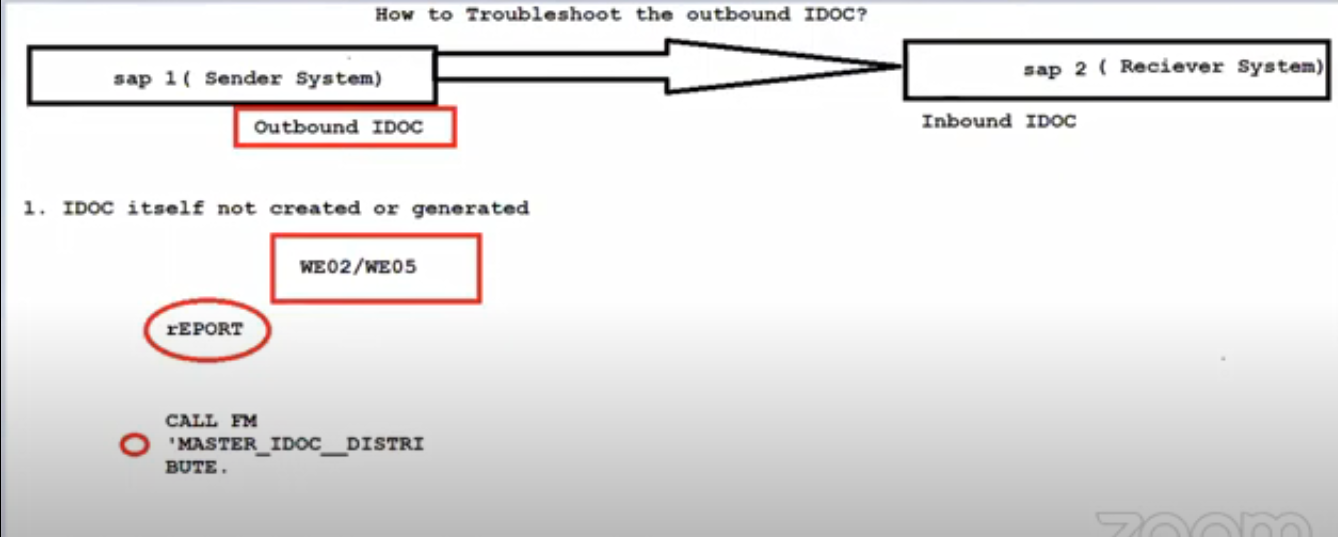 How to Troubleshoot the outbound IDOC?
sap 1( Sender System)
sap 2 ( Reciever System)
Outbound IDOC
Inbound IDOC
1. IDOC itself not created or generated
WE02/WE05
rEPORT
CALL FM
'MASTER_IDOC__DISTRI
BUTE.
zoom